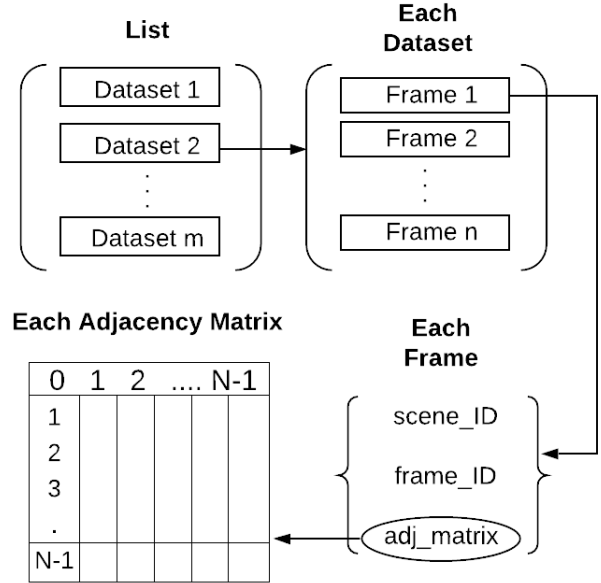 List
Dataset 1
Dataset 2
Dataset m
Each
Dataset
Frame 1
Frame 2
Frame n
Each Adjacency Matrix
0 1 2 .... N-1
1
2
3
.
N-1
Each
Frame
scene_ID
frame_ID
adj_matrix